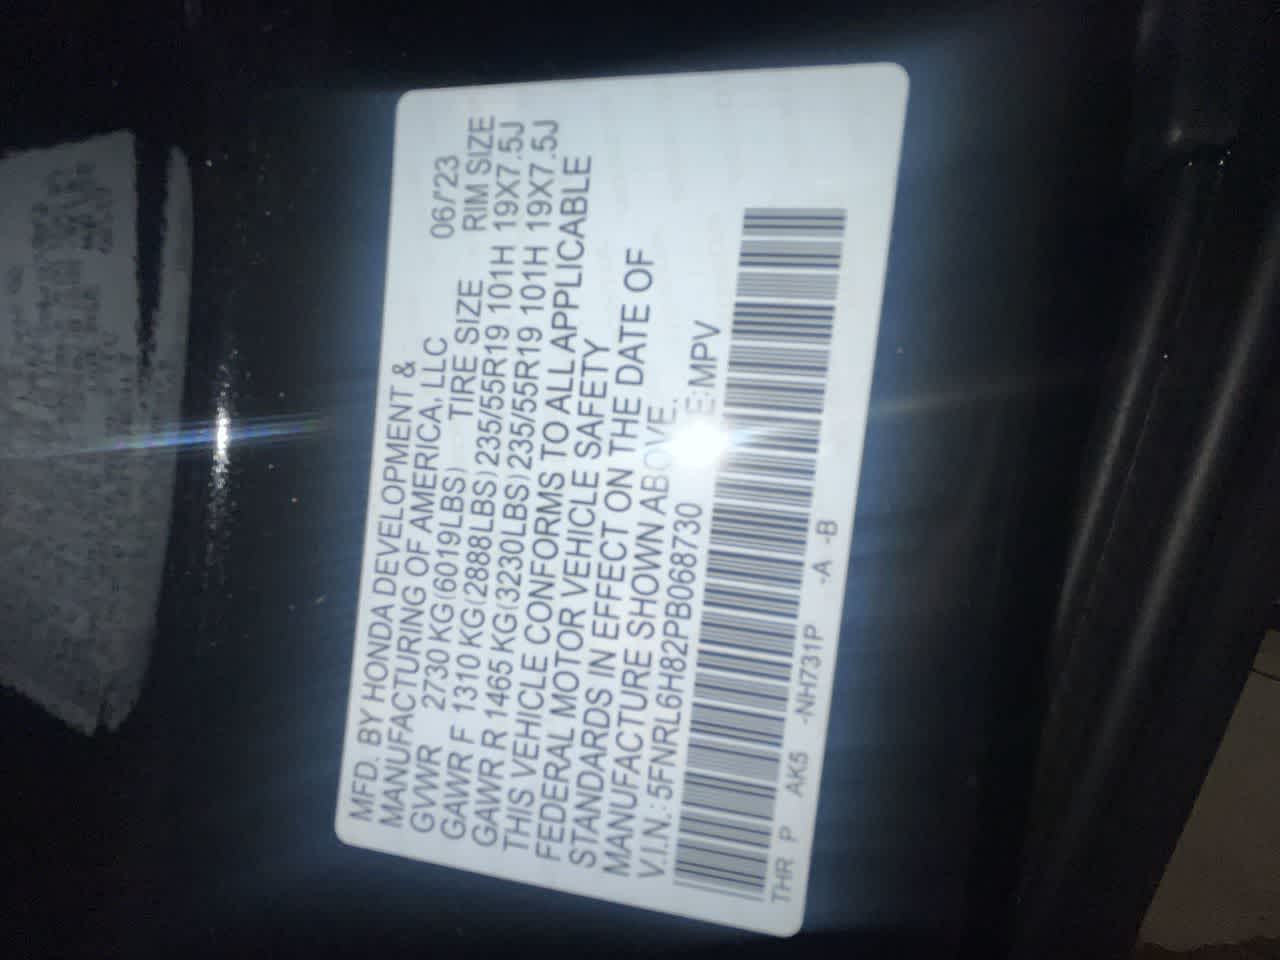 MFD. BY HONDA DEVELOPMENT &
MANUFACTURING OF AMERICA, LLC 06/'23
GVWR 2730 KG(6019LBS) TIRE SIZE RIM SIZE
GAWR F 1310 KG(2888LBS) 235/55R19 101H 19X7.5J
GAWR R 1465 KG(3230LBS) 235/55R19 101H 19X7.5J
THIS VEHICLE CONFORMS TO ALL APPLICABLE
FEDERAL MOTOR VEHICLE SAFETY
STANDARDS IN EFFECT ON THE DATE OF
MANUFACTURE SHOWN ABOVE.
V.I.N.: 5FNRL6H82PB068730 E:MPV
THR P AK5 -NH731P -A -B